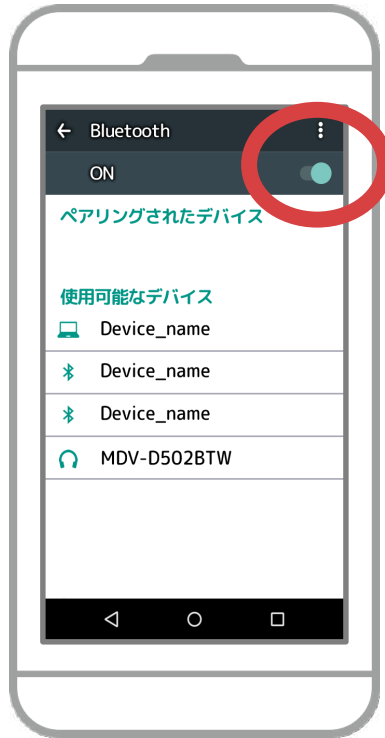 Bluetooth
ON
ペアリングされたデバイス
使用可能なデバイス
Device_name
Device_name
Device_name
MDV-D502BTW